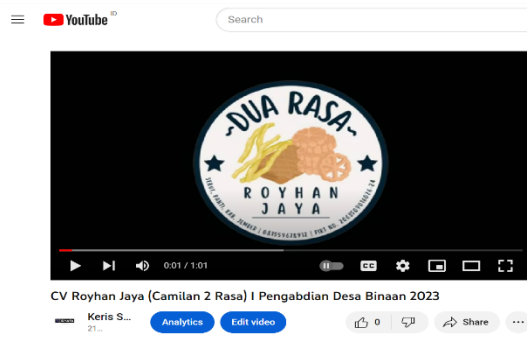 YouTube ID
Search
~DUA RASA~
ROYHAN
JAYA
0:01 / 1:01
CC
CV Royhan Jaya (Camilan 2 Rasa) I Pengabdian Desa Binaan 2023
Keris S...
21...
Analytics
Edit video
0
Share